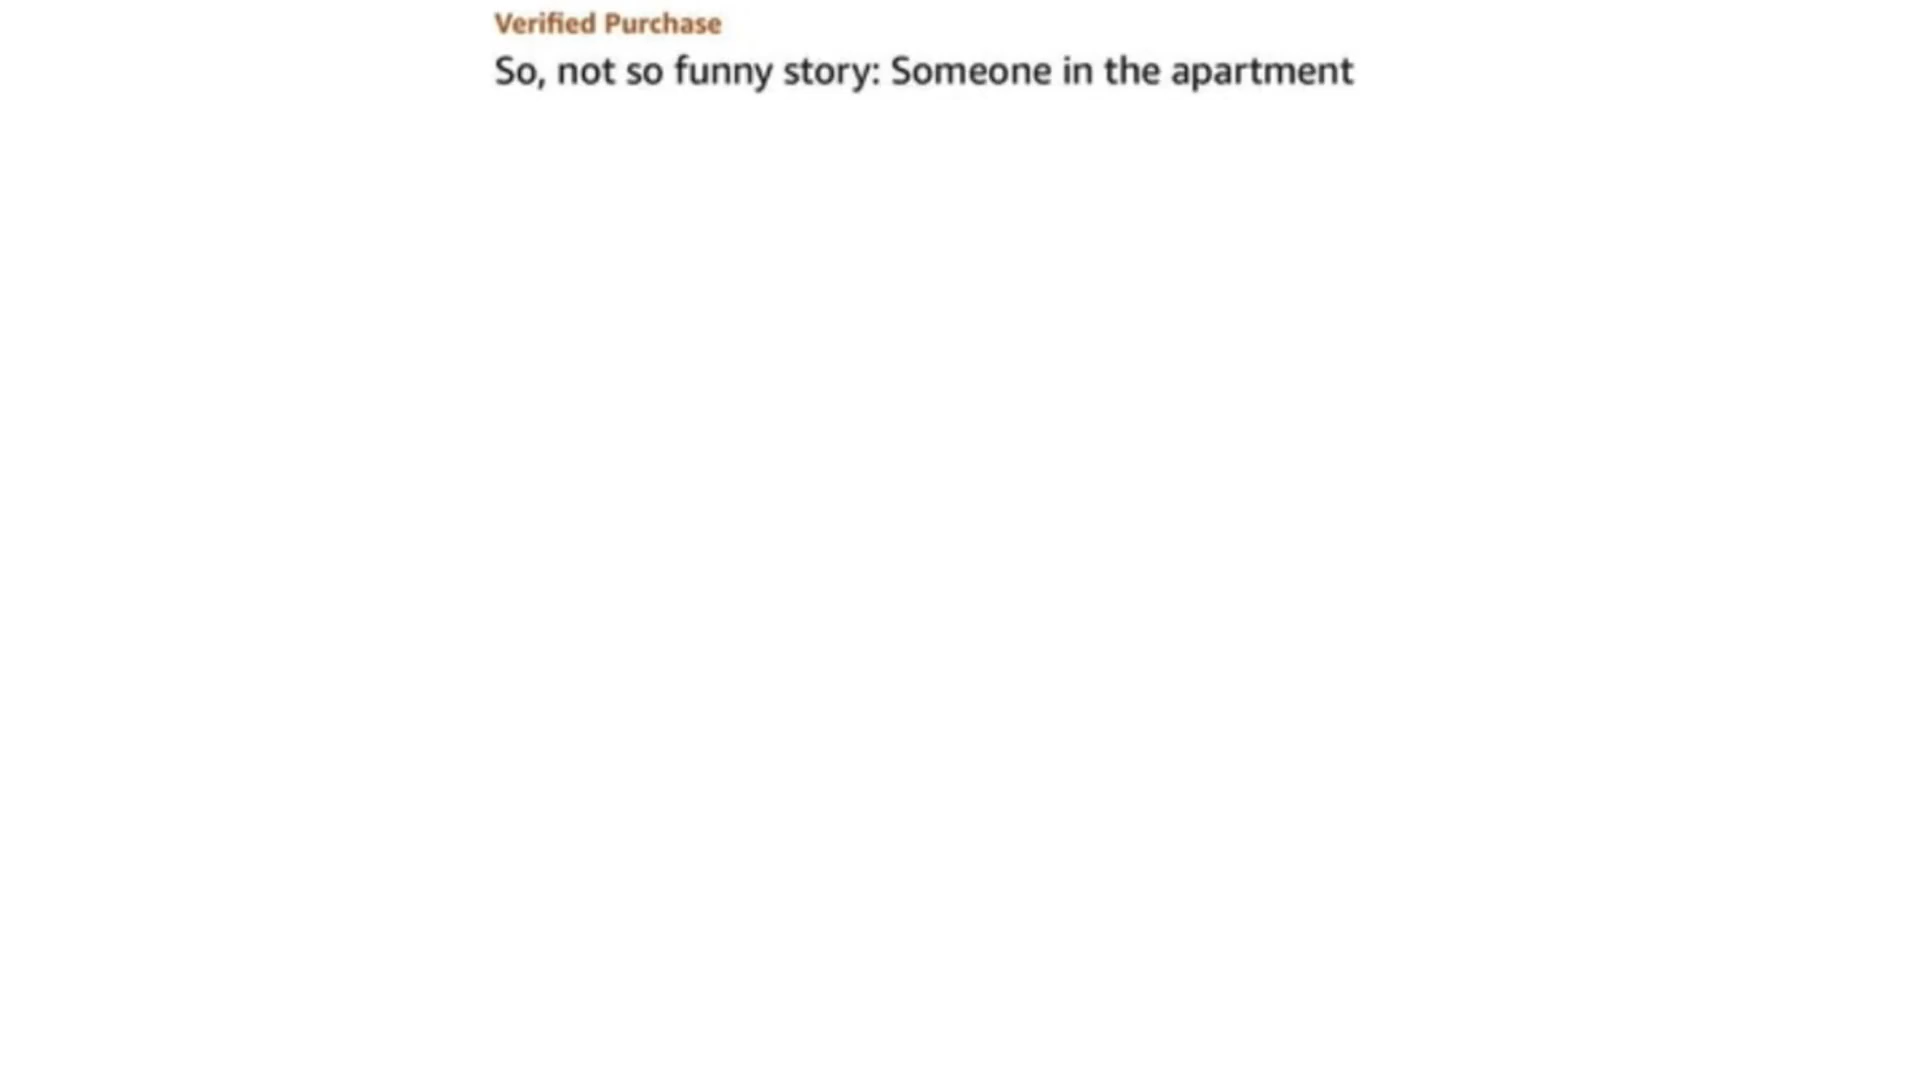 Verified Purchase
So, not so funny story: Someone in the apartment